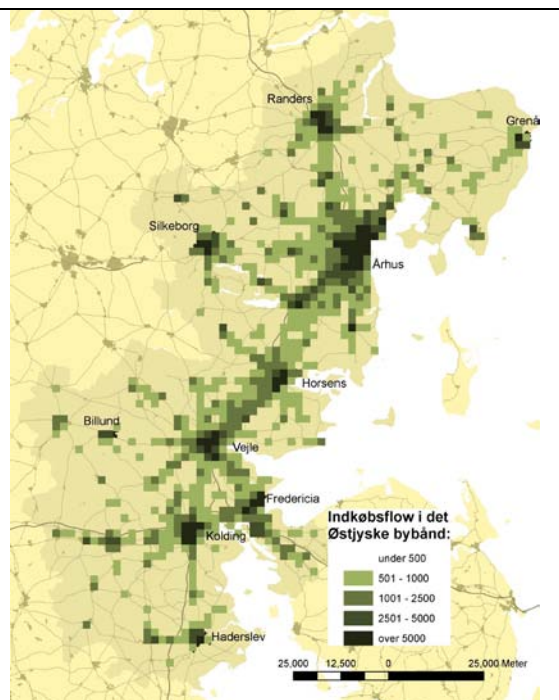 Randers
Grenå
Silkeborg
Århus
Horsens
Billund
Vejle
Fredericia
Kolding
Haderslev
Indkøbsflow i det
Østjyske bybånd:
under 500
501 - 1000
1001 - 2500
2501 - 5000
over 5000
25,000 12,500 0 25,000 Meter